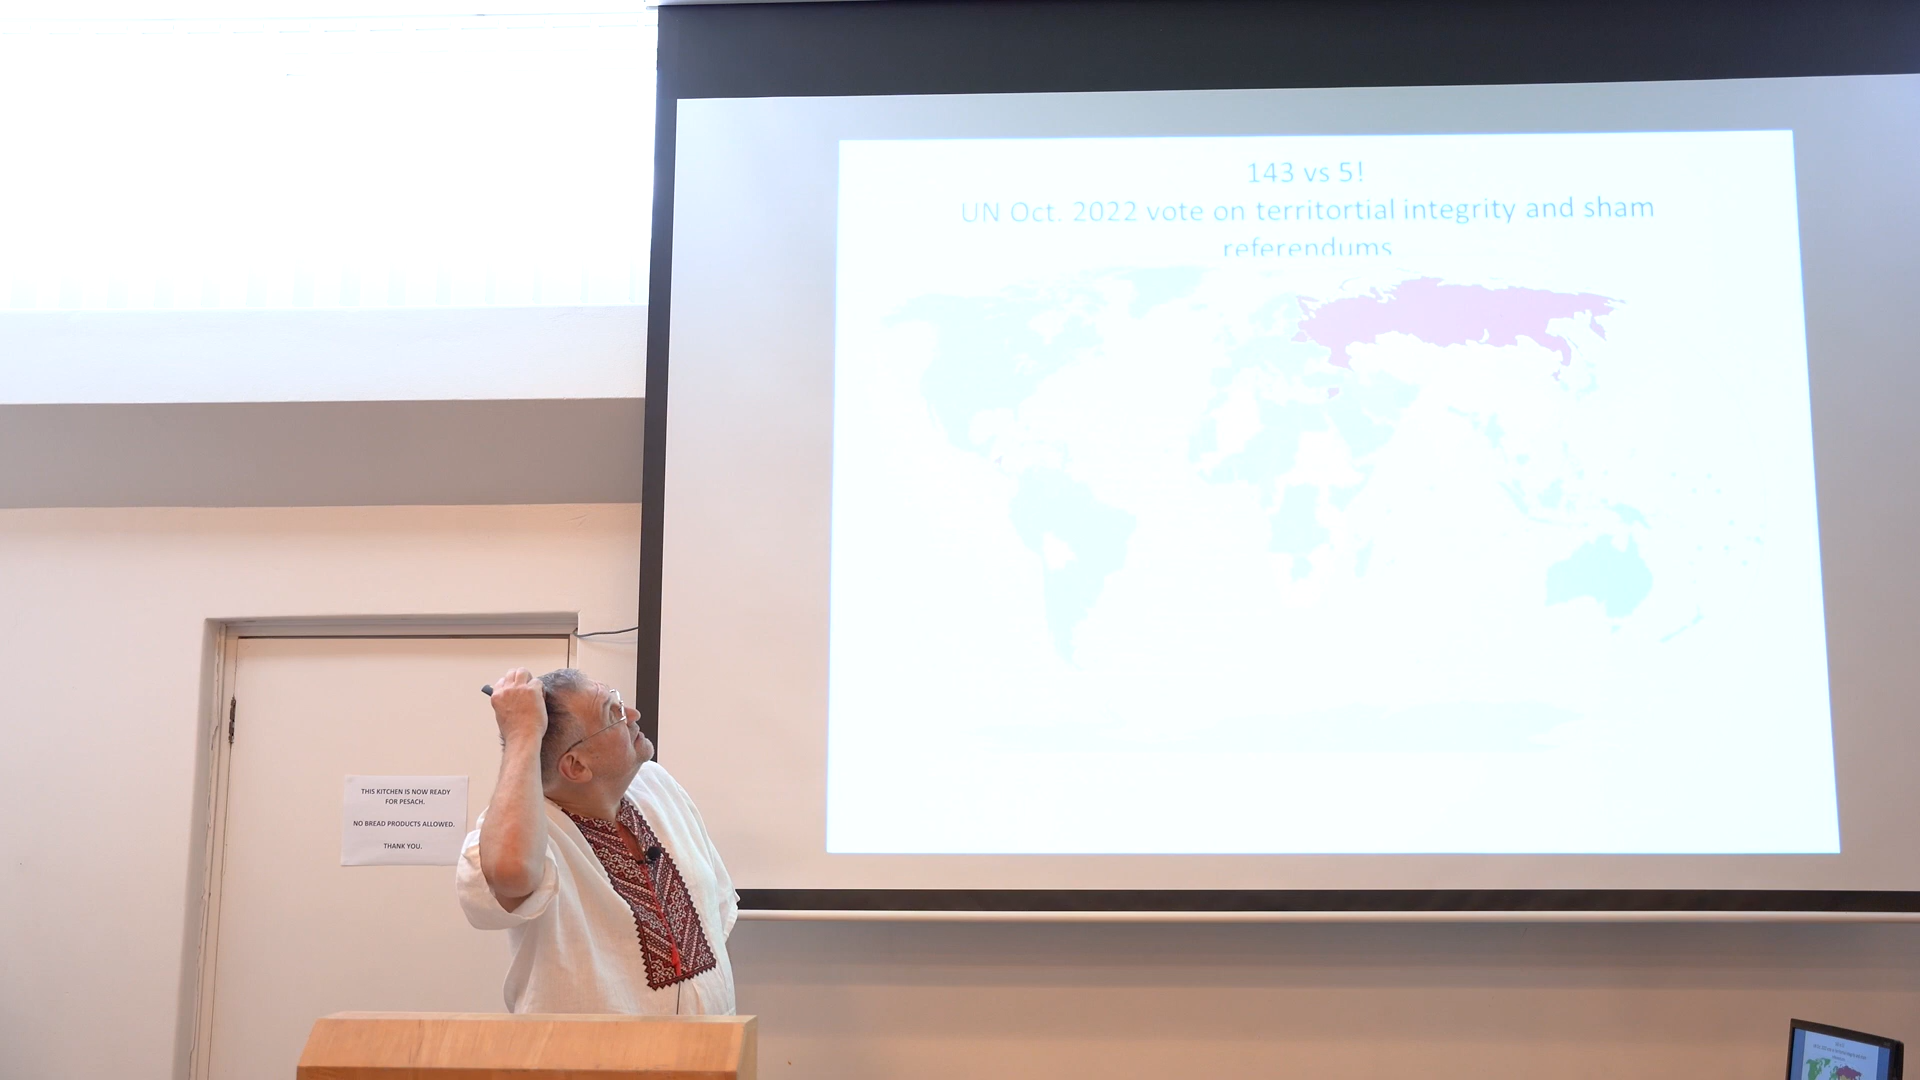 143 vs 5!
UN Oct. 2022 vote on territortial integrity and sham
referendums
THIS KITCHEN IS NOW READY
FOR PESACH.
NO BREAD PRODUCTS ALLOWED.
THANK YOU.